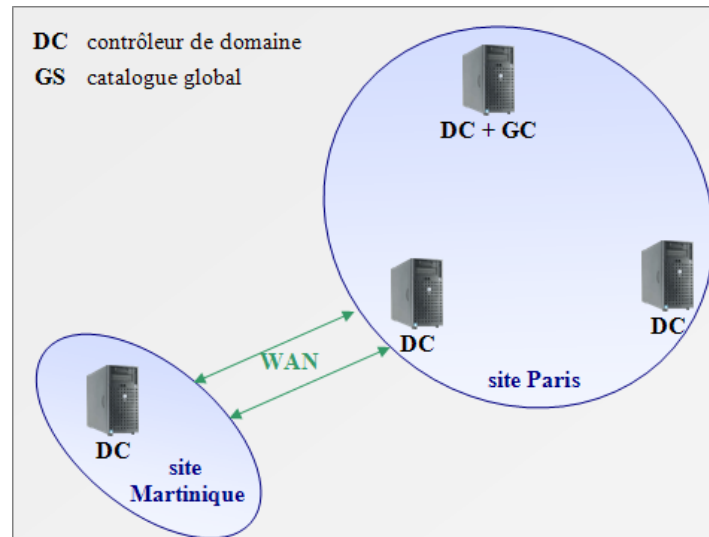 DC contrôleur de domaine
GS catalogue global
DC + GC
DC
DC
WAN
site Paris
DC
site
Martinique